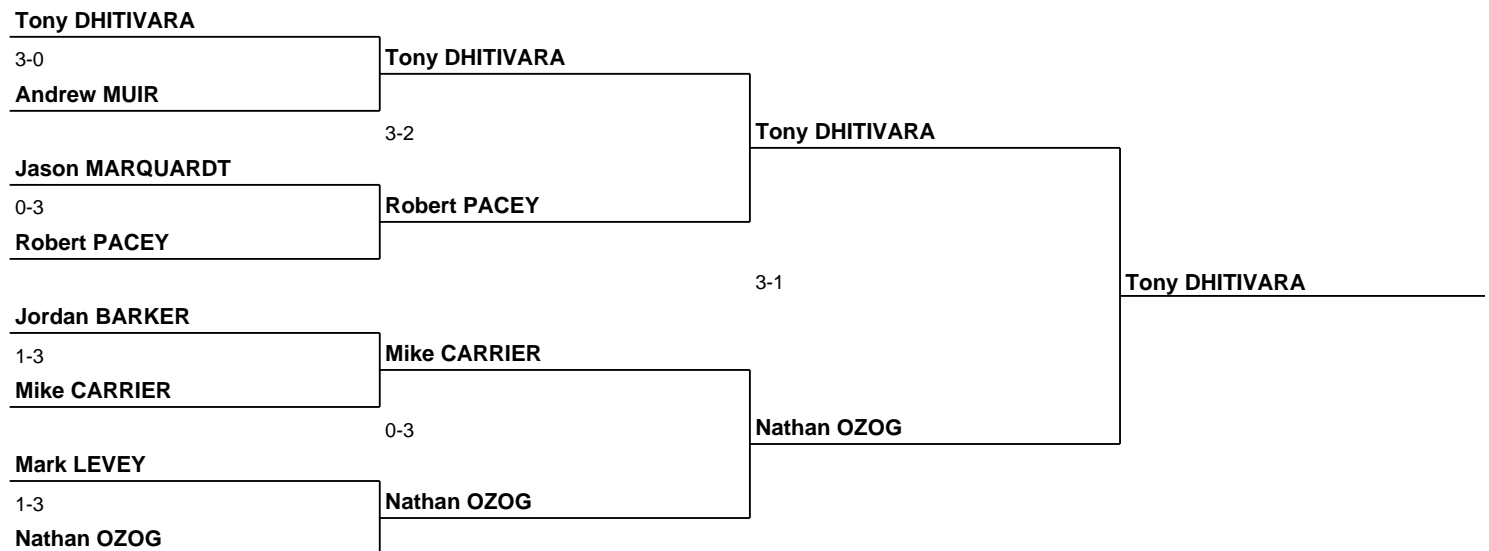 Tony DHITIVARA
3-0
Tony DHITIVARA
Andrew MUIR
3-2
Tony DHITIVARA
Jason MARQUARDT
0-3
Robert PACEY
Robert PACEY
3-1
Tony DHITIVARA
Jordan BARKER
1-3
Mike CARRIER
Mike CARRIER
0-3
Nathan OZOG
Mark LEVEY
1-3
Nathan OZOG
Nathan OZOG